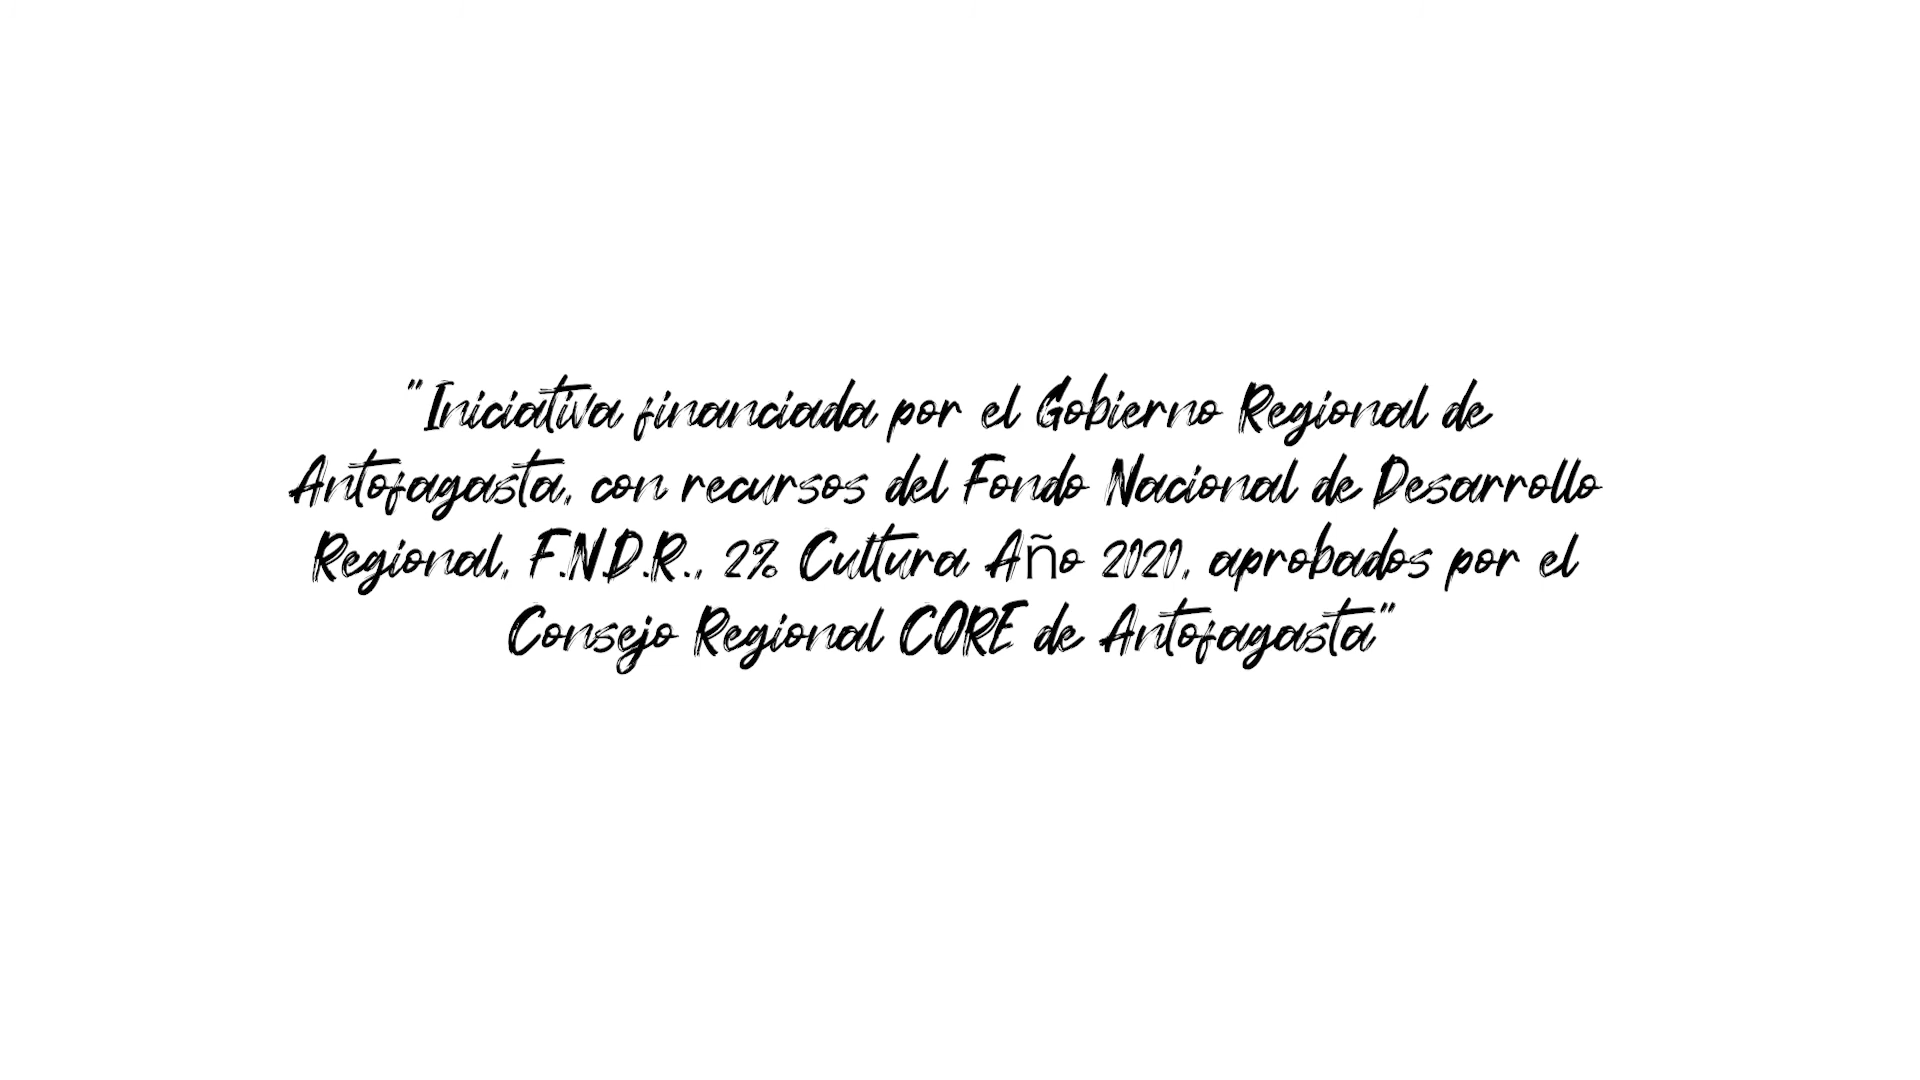 "Iniciativa financiada por el Gobierno Regional de
Antofagasta, con recursos del Fondo Nacional de Desarrollo
Regional, F.N.D.R., 2% Cultura Año 2020, aprobados por el
Consejo Regional CORE de Antofagasta"